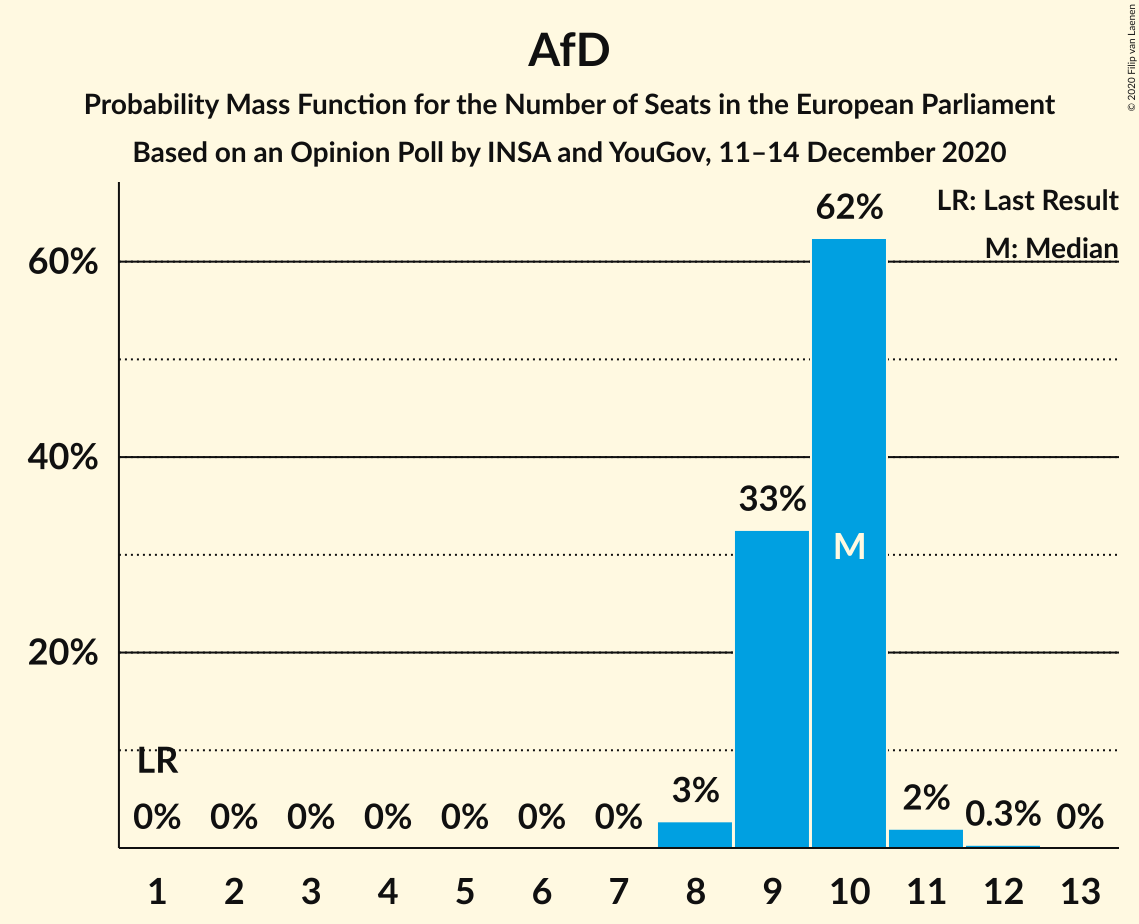 AfD
Probability Mass Function for the Number of Seats in the European Parliament
Based on an Opinion Poll by INSA and YouGov, 11–14 December 2020
© 2020 Filip van Laenen
LR: Last Result
M: Median
62%
60%
40%
33%
M
20%
LR
0% 0% 0% 0% 0% 0% 0% 3% 2% 0.3% 0%
1 2 3 4 5 6 7 8 9 10 11 12 13